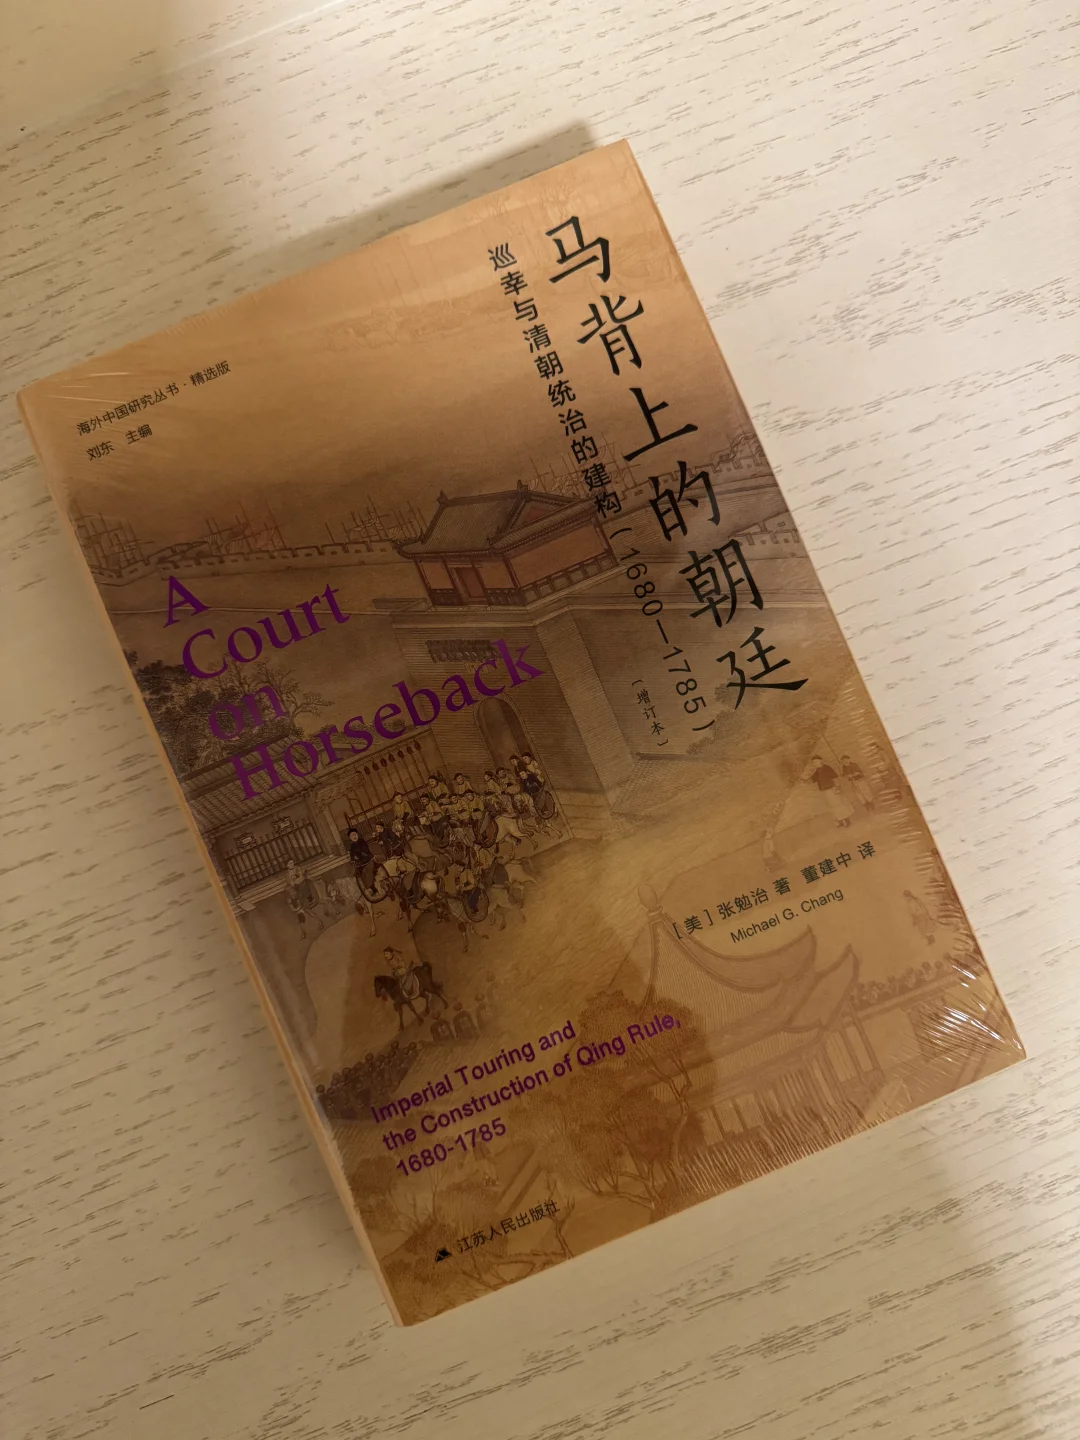 海外中国研究丛书·精选版
刘东 主编
马背上的朝廷
巡幸与清朝统治的建构(1680—1785)
〔增订本〕
A
Court
on
Horseback
[美]张勉治 著 董建中 译
Michael G. Chang
Imperial Touring and
the Construction of Qing Rule,
1680-1785
江苏人民出版社